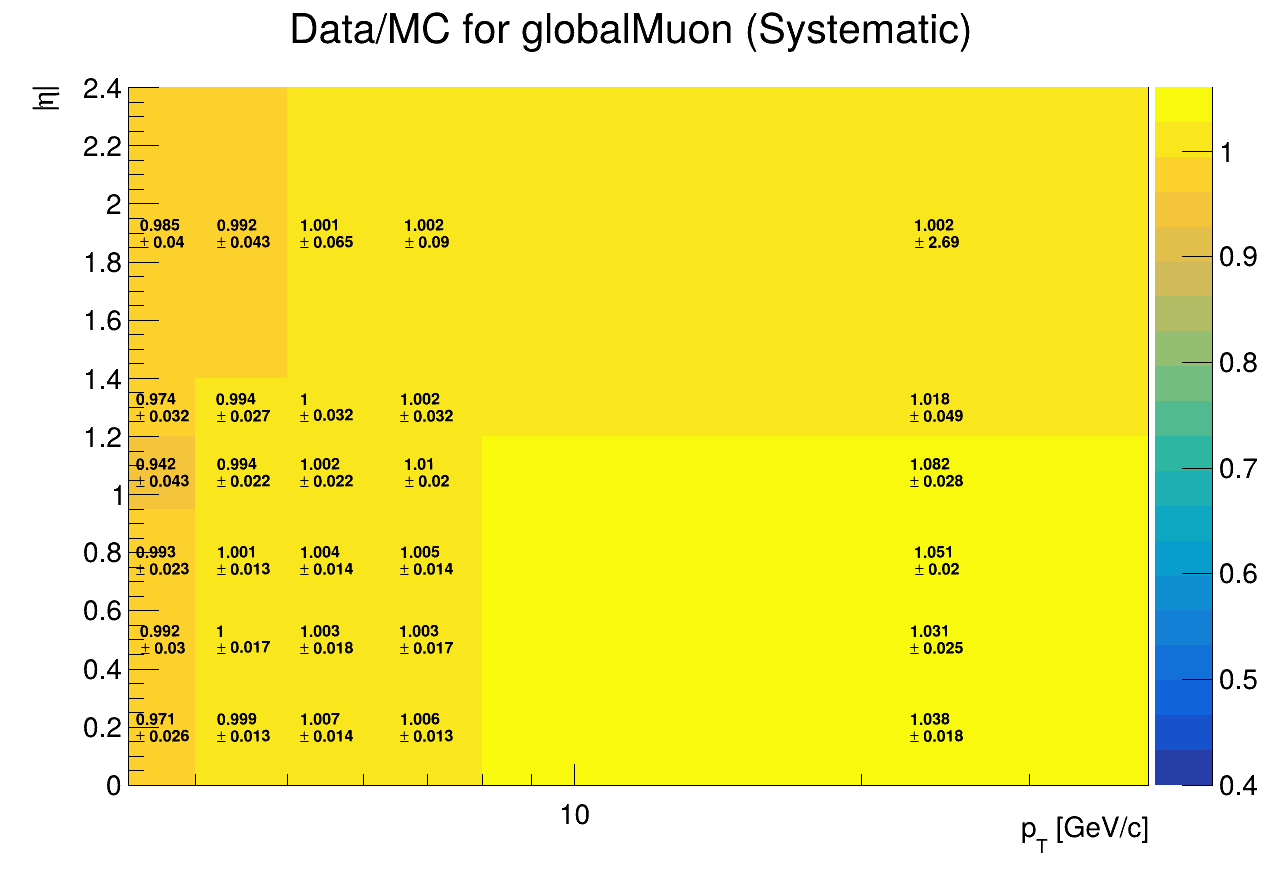 Data/MC for globalMuon (Systematic)
|η|
2.4
2.2
2
1.8
1.6
1.4
1.2
1
0.8
0.6
0.4
0.2
0
0.985 0.992 1.001 1.002 1.002
± 0.04 ± 0.043 ± 0.065 ± 0.09 ± 2.69
0.974 0.994 1 1.002 1.018
± 0.032 ± 0.027 ± 0.032 ± 0.032 ± 0.049
0.942 0.994 1.002 1.01 1.082
± 0.043 ± 0.022 ± 0.022 ± 0.02 ± 0.028
0.993 1.001 1.004 1.005 1.051
± 0.023 ± 0.013 ± 0.014 ± 0.014 ± 0.02
0.992 1 1.003 1.003 1.031
± 0.03 ± 0.017 ± 0.018 ± 0.017 ± 0.025
0.971 0.999 1.007 1.006 1.038
± 0.026 ± 0.013 ± 0.014 ± 0.013 ± 0.018
1
0.9
0.8
0.7
0.6
0.5
0.4
10
p_T [GeV/c]